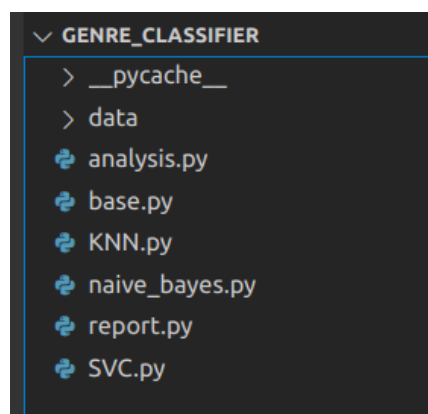 GENRE_CLASSIFIER
__pycache__
data
analysis.py
base.py
KNN.py
naive_bayes.py
report.py
SVC.py